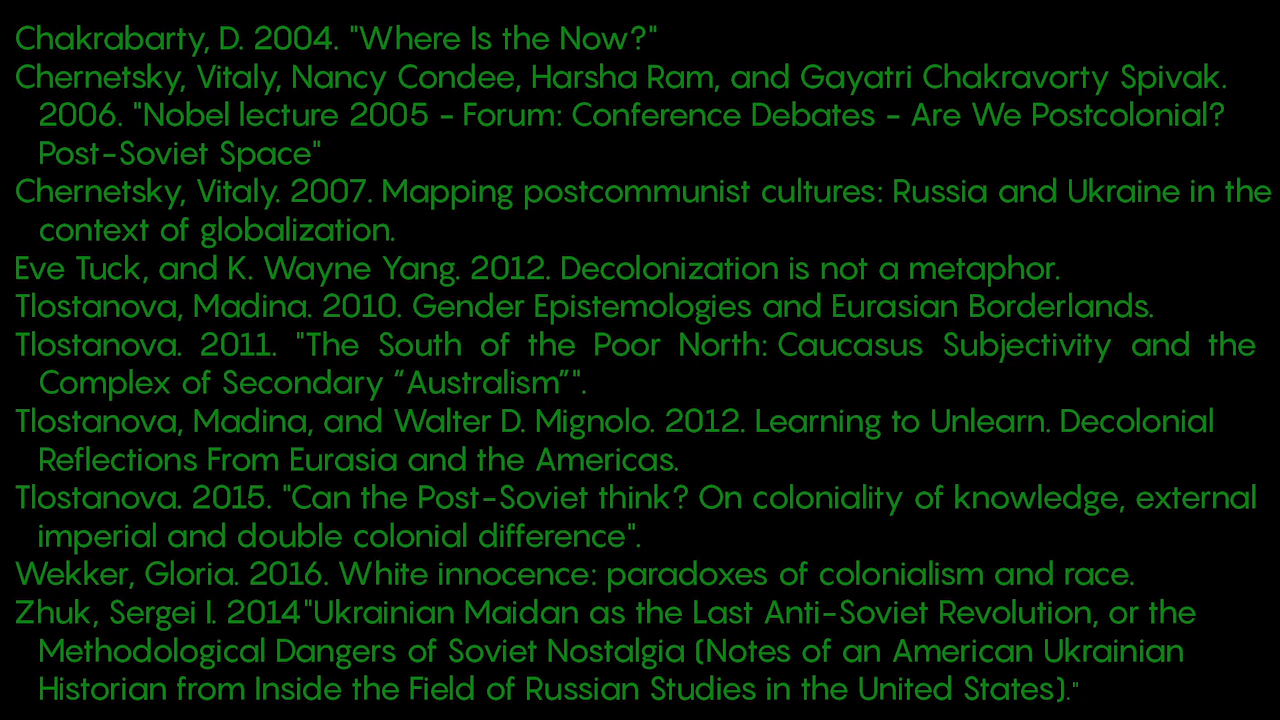 Chakrabarty, D. 2004. "Where Is the Now?"
Chernetsky, Vitaly, Nancy Condee, Harsha Ram, and Gayatri Chakravorty Spivak.
2006. "Nobel lecture 2005 - Forum: Conference Debates - Are We Postcolonial?
Post-Soviet Space"
Chernetsky, Vitaly. 2007. Mapping postcommunist cultures: Russia and Ukraine in the
context of globalization.
Eve Tuck, and K. Wayne Yang. 2012. Decolonization is not a metaphor.
Tlostanova, Madina. 2010. Gender Epistemologies and Eurasian Borderlands.
Tlostanova. 2011. "The South of the Poor North: Caucasus Subjectivity and the
Complex of Secondary “Australism”".
Tlostanova, Madina, and Walter D. Mignolo. 2012. Learning to Unlearn. Decolonial
Reflections From Eurasia and the Americas.
Tlostanova. 2015. "Can the Post-Soviet think? On coloniality of knowledge, external
imperial and double colonial difference".
Wekker, Gloria. 2016. White innocence: paradoxes of colonialism and race.
Zhuk, Sergei I. 2014"Ukrainian Maidan as the Last Anti-Soviet Revolution, or the
Methodological Dangers of Soviet Nostalgia (Notes of an American Ukrainian
Historian from Inside the Field of Russian Studies in the United States)."